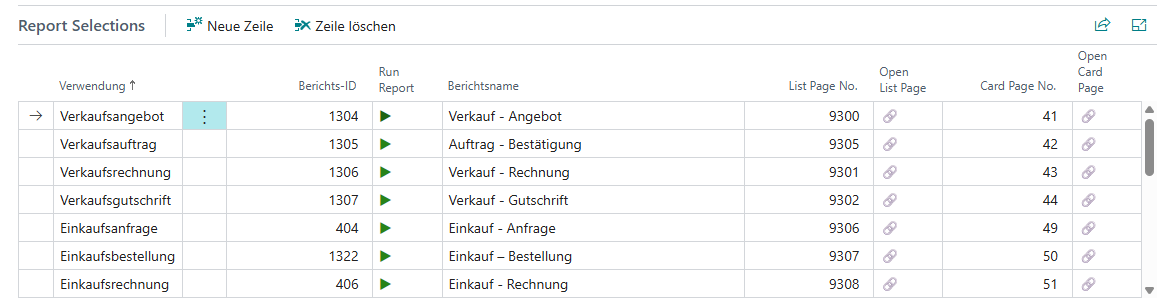 Report Selections Neue Zeile Zeile löschen
Verwendung ↑ Berichts-ID Run Report Berichtsname List Page No. Open List Page Card Page No. Open Card Page
Verkaufsangebot 1304 Verkauf - Angebot 9300 41
Verkaufsauftrag 1305 Auftrag - Bestätigung 9305 42
Verkaufsrechnung 1306 Verkauf - Rechnung 9301 43
Verkaufsgutschrift 1307 Verkauf - Gutschrift 9302 44
Einkaufsanfrage 404 Einkauf - Anfrage 9306 49
Einkaufsbestellung 1322 Einkauf – Bestellung 9307 50
Einkaufsrechnung 406 Einkauf - Rechnung 9308 51